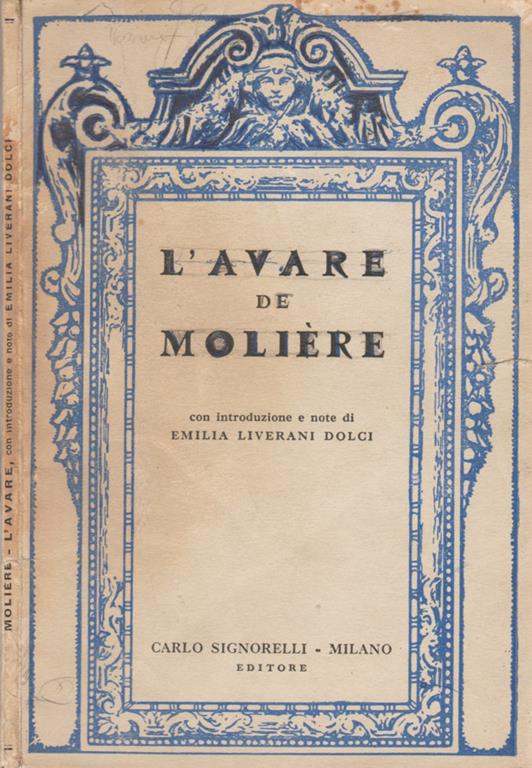 L'AVARE
DE
MOLIÈRE
con introduzione e note di
EMILIA LIVERANI DOLCI
CARLO SIGNORELLI - MILANO
EDITORE
MOLIÈRE - L'AVARE, con introduzione e note di EMILIA LIVERANI DOLCI